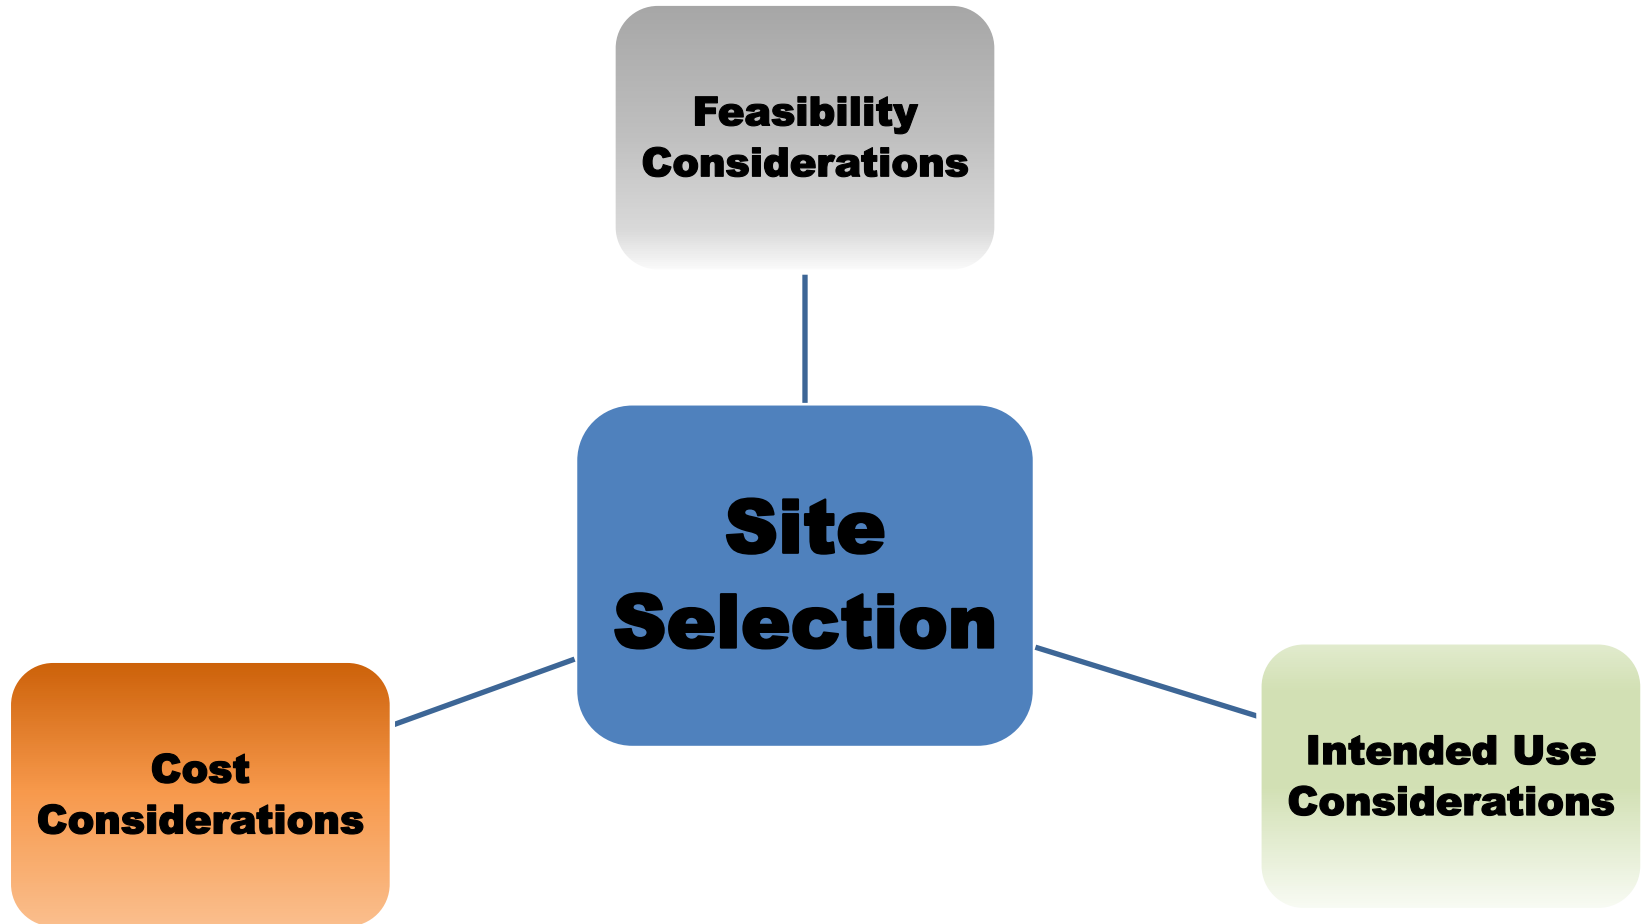 Feasibility
Considerations
Site
Selection
Cost
Considerations
Intended Use
Considerations